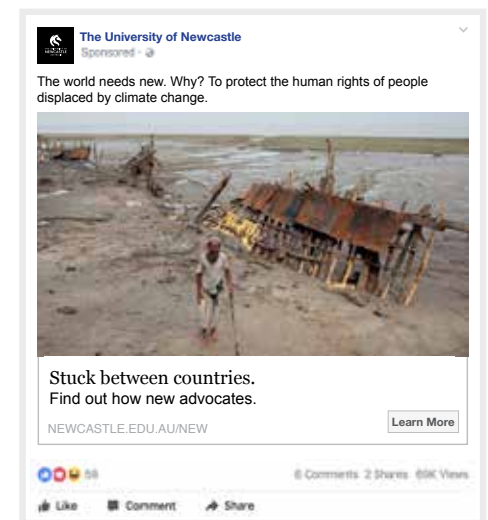 The University of Newcastle
Sponsored ·
The world needs new. Why? To protect the human rights of people
displaced by climate change.
Stuck between countries.
Find out how new advocates.
NEWCASTLE.EDU.AU/NEW
Learn More
6 Comments 2 Shares 69K Views
Like Comment Share